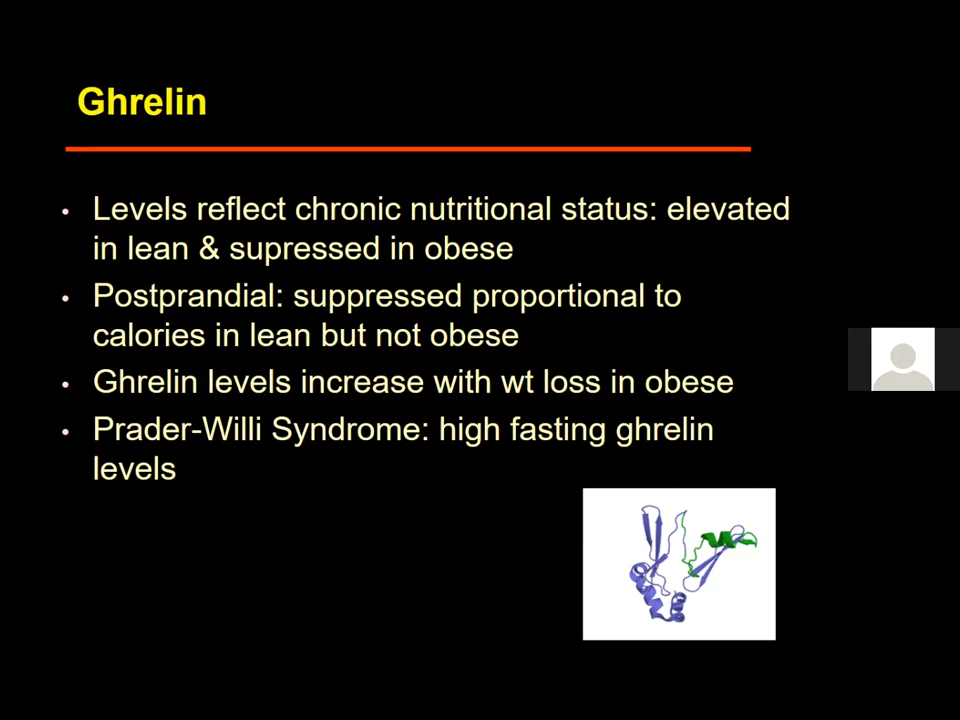 Ghrelin
• Levels reflect chronic nutritional status: elevated
in lean & supressed in obese
• Postprandial: suppressed proportional to
calories in lean but not obese
• Ghrelin levels increase with wt loss in obese
• Prader-Willi Syndrome: high fasting ghrelin
levels